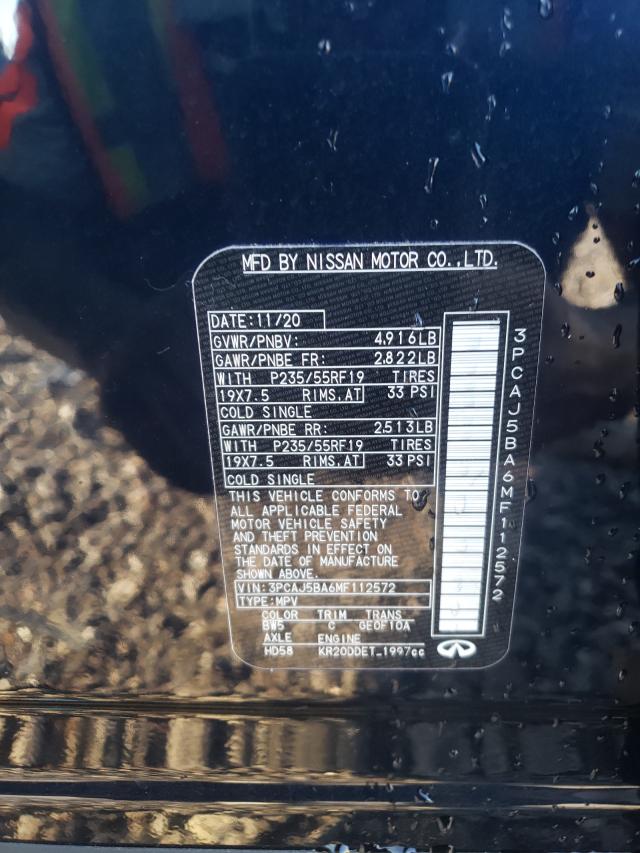 MFD BY NISSAN MOTOR CO.,LTD.
DATE:11/20
GVWR/PNBV: 4,916LB
GAWR/PNBE FR: 2,822LB
WITH P235/55RF19 TIRES
19X7.5 RIMS.AT 33 PSI
COLD SINGLE
GAWR/PNBE RR: 2,513LB
WITH P235/55RF19 TIRES
19X7.5 RIMS.AT 33 PSI
COLD SINGLE
THIS VEHICLE CONFORMS TO
ALL APPLICABLE FEDERAL
MOTOR VEHICLE SAFETY
AND THEFT PREVENTION
STANDARDS IN EFFECT ON
THE DATE OF MANUFACTURE
SHOWN ABOVE.
VIN:3PCAJ5BA6MF112572
TYPE:MPV
COLOR TRIM TRANS
BW5 C GE0F10A
AXLE ENGINE
HD58 KR20DDET_1997cc
3PCAJ5BA6MF112572